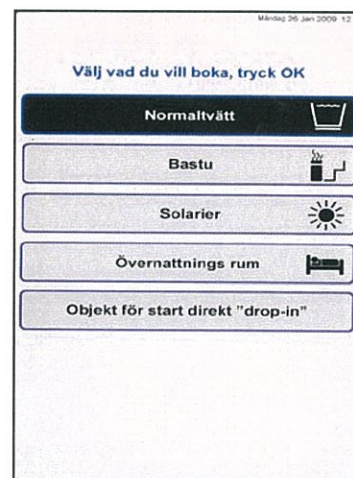 Måndag 26 Jan 2009 12
Välj vad du vill boka, tryck OK
Normaltvätt
Bastu
Solarier
Övernattnings rum
Objekt för start direkt "drop-in"